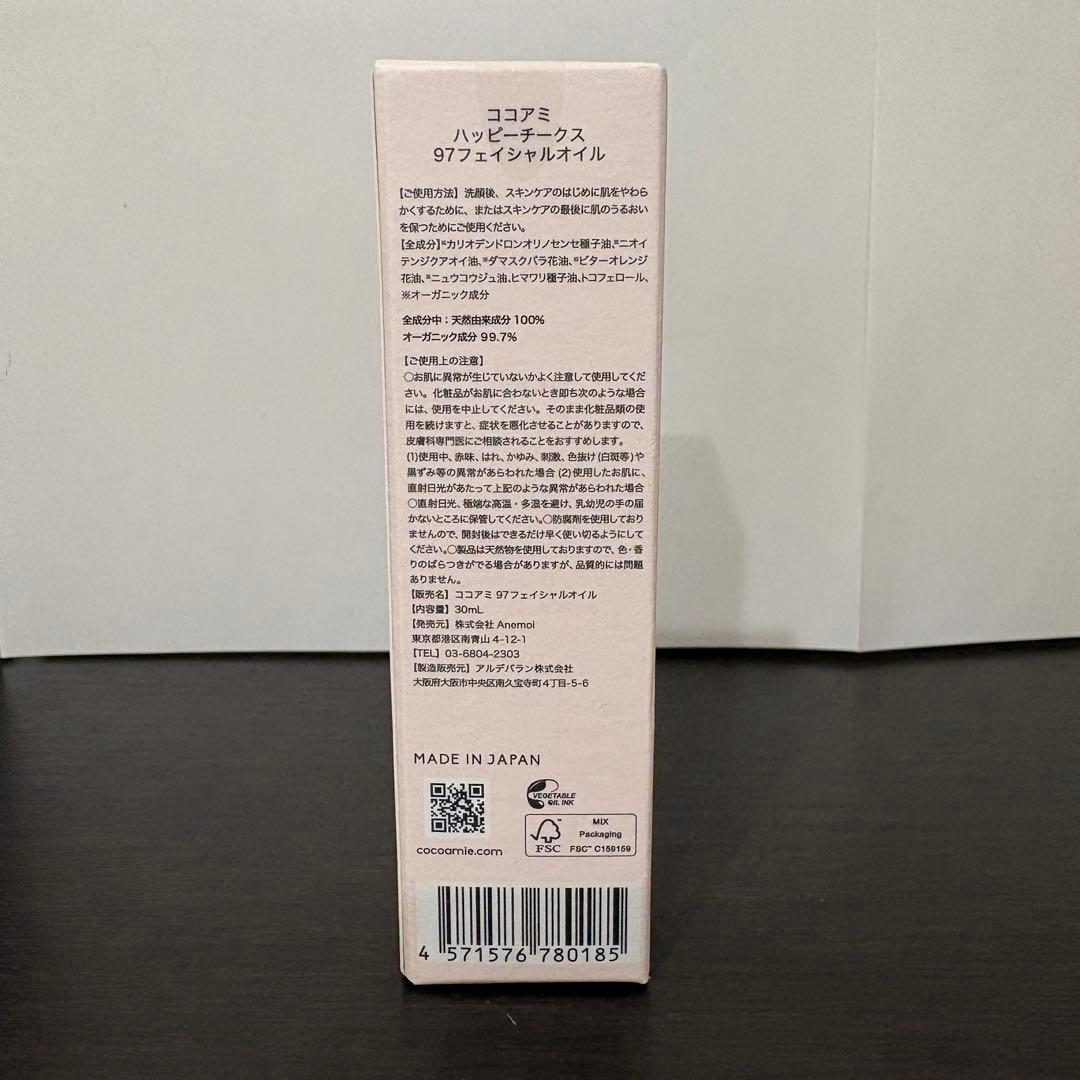 ココアミ
ハッピーチークス
97フェイシャルオイル
【ご使用方法】洗顔後、スキンケアのはじめに肌をやわら
かくするために、またはスキンケアの最後に肌のうるおい
を保つためにご使用ください。
【全成分】※カリオデンドロンオリノセンセ種子油、※ニオイ
テンジクアオイ油、※ダマスクバラ花油、※ビターオレンジ
花油、※ニュウコウジュ油、ヒマワリ種子油、トコフェロール、
※オーガニック成分
全成分中：天然由来成分 100%
オーガニック成分 99.7%
【ご使用上の注意】
○お肌に異常が生じていないかよく注意して使用してくだ
さい。化粧品がお肌に合わないとき即ち次のような場合
には、使用を中止してください。そのまま化粧品類の使
用を続けますと、症状を悪化させることがありますので、
皮膚科専門医にご相談されることをおすすめします。
(1)使用中、赤味、はれ、かゆみ、刺激、色抜け(白斑等)や
黒ずみ等の異常があらわれた場合 (2)使用したお肌に、
直射日光があたって上記のような異常があらわれた場合
○直射日光、極端な高温・多湿を避け、乳幼児の手の届
かないところに保管してください。○防腐剤を使用しており
ませんので、開封後はできるだけ早く使い切るようにして
ください。○製品は天然物を使用しておりますので、色・香
りのばらつきがでる場合がありますが、品質的には問題
ありません。
【販売名】ココアミ 97フェイシャルオイル
【内容量】30mL
【発売元】株式会社 Anemoi
東京都港区南青山 4-12-1
【TEL】03-6804-2303
【製造販売元】アルデバラン株式会社
大阪府大阪市中央区南久宝寺町4丁目-5-6
MADE IN JAPAN
VEGETABLE
OIL INK
cocoamie.com
MIX
Packaging
FSC FSC™ C159159
4 571576 780185